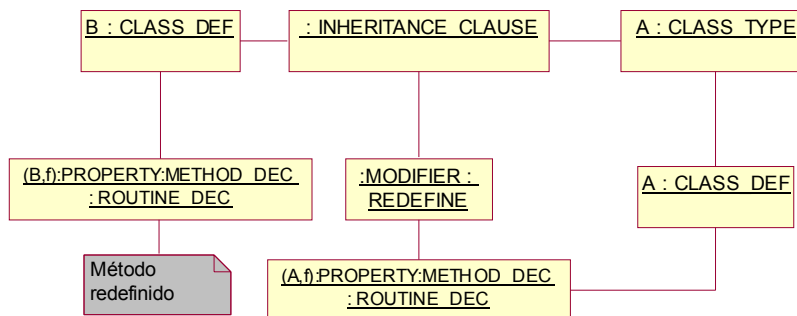 B : CLASS_DEF
: INHERITANCE_CLAUSE
A : CLASS_TYPE
(B,f):PROPERTY:METHOD_DEC
: ROUTINE_DEC
:MODIFIER :
REDEFINE
A : CLASS_DEF
Método
redefinido
(A,f):PROPERTY:METHOD_DEC
: ROUTINE_DEC